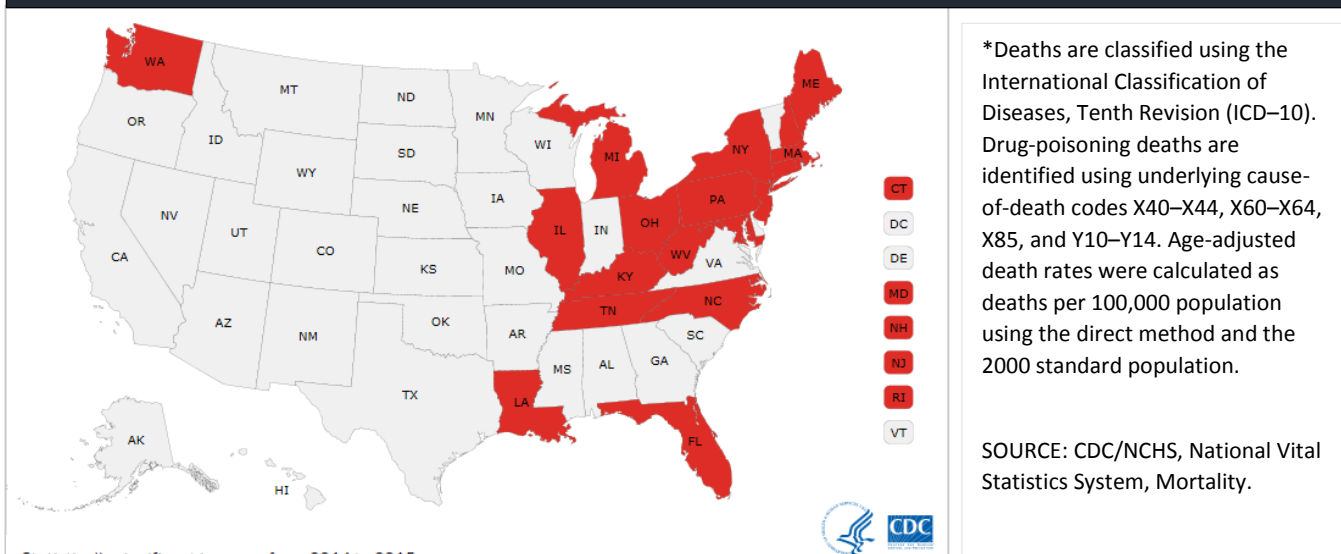 WA
MT
ND
MN
OR
ID
WY
SD
WI
MI
NY
ME
MA
NV
UT
CO
NE
IA
IL
IN
OH
PA
WV
VA
CA
KS
MO
KY
TN
NC
AZ
NM
OK
AR
SC
MS
AL
GA
TX
LA
FL
AK
HI
CT
DC
DE
MD
NH
NJ
RI
VT
CDC
*Deaths are classified using the
International Classification of
Diseases, Tenth Revision (ICD–10).
Drug-poisoning deaths are
identified using underlying cause-
of-death codes X40–X44, X60–X64,
X85, and Y10–Y14. Age-adjusted
death rates were calculated as
deaths per 100,000 population
using the direct method and the
2000 standard population.
SOURCE: CDC/NCHS, National Vital
Statistics System, Mortality.